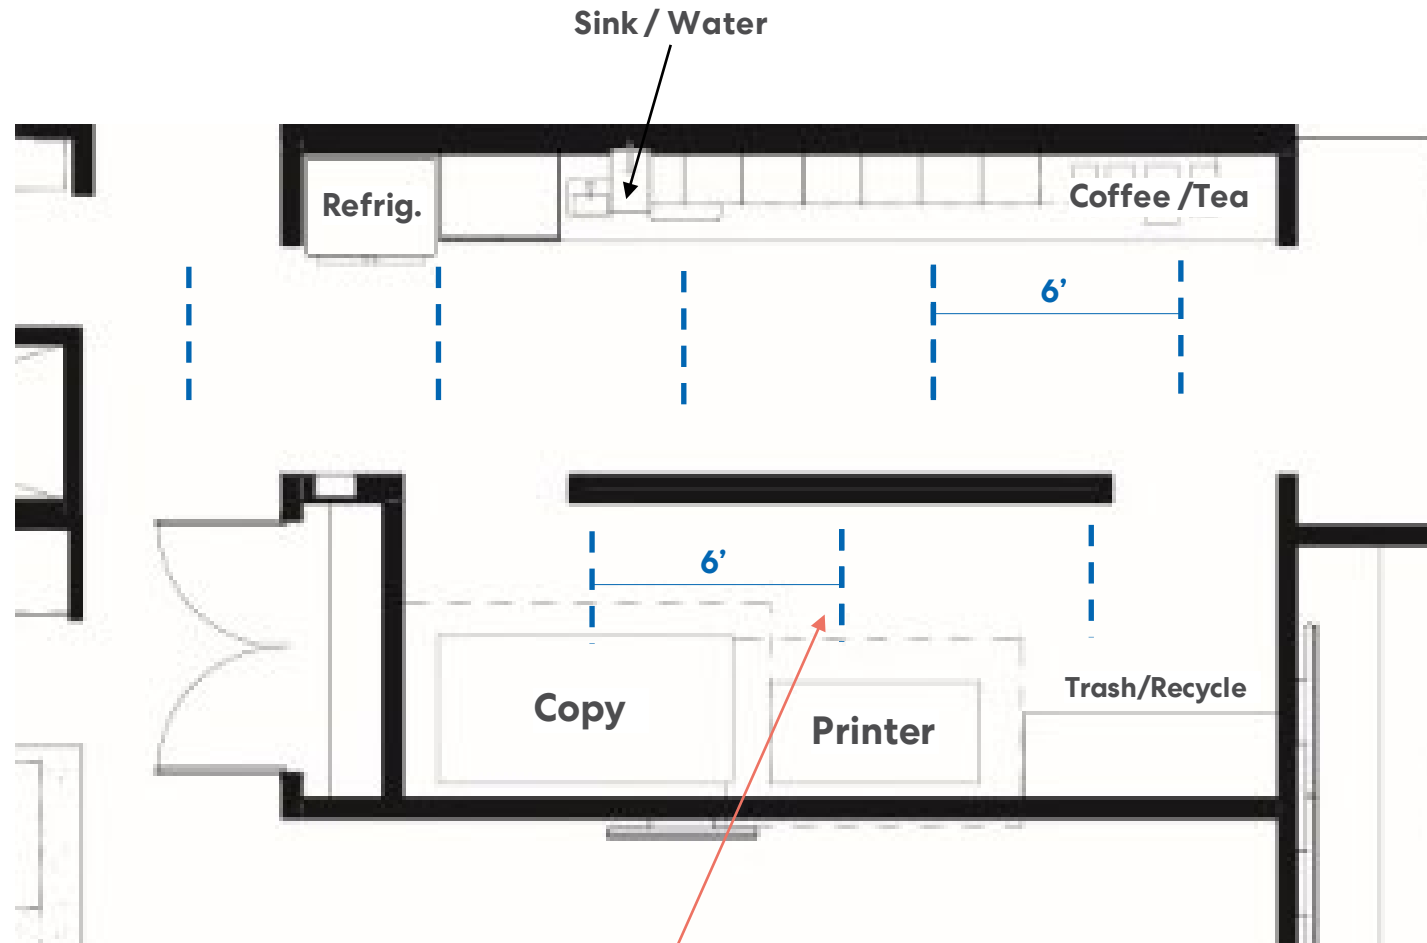 Sink / Water
Refrig.
Coffee /Tea
6’
6’
Trash/Recycle
Copy
Printer